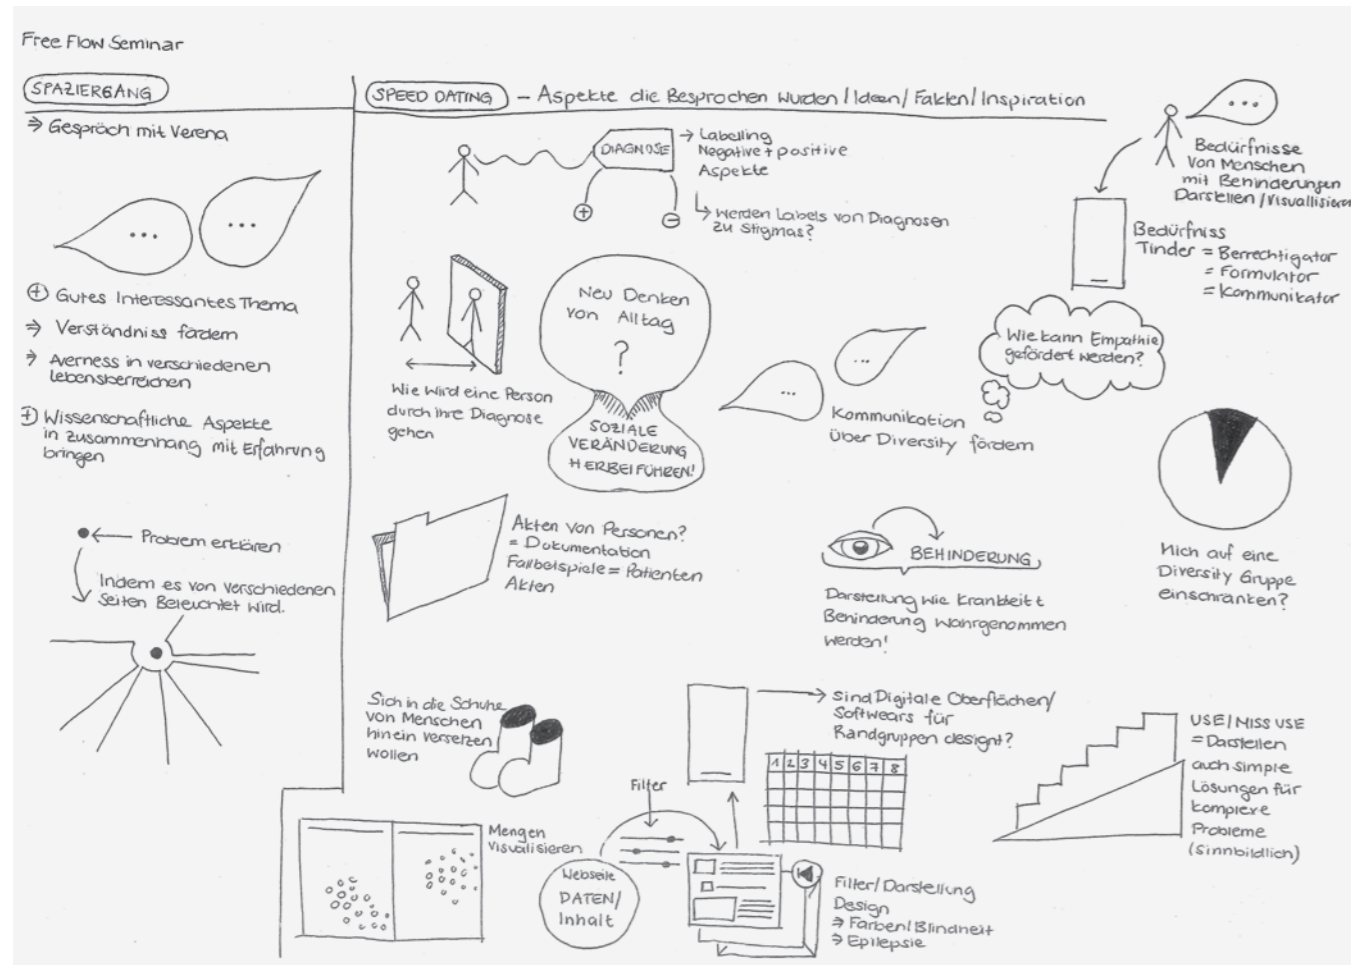 Free Flow Seminar
SPAZIERGANG
⇒ Gespräch mit Verena
...
...
⊕ Gutes Interessantes Thema
⇒ Verständniss fördern
⇒ Averness in verschiedenen
lebensberreichen
⊕ Wissenschaftliche Aspekte
in zusammenhang mit Erfahrung
bringen
Problem erklären
Indem es von verschiedenen
Seiten Beleuchtet wird.
SPEED DATING – Aspekte die Besprochen wurden / Ideen / Fakten / Inspiration
DIAGNOSE
+
-
→ Labelling
Negative + positive
Aspekte
↳ Werden Labels von Diagnosen
zu Stigmas?
...
Bedürfnisse
von Menschen
mit Behinderungen
Darstellen / Visuallisieren
Bedürfniss
Tinder = Berrechtigator
= Formulator
= Kommunikator
Wie kann Empathie
gefördert werden?
Wie wird eine Person
durch ihre Diagnose
gehen
Neu Denken
von Alltag
?
SOZIALE
VERÄNDERUNG
HERBEIFÜHREN!
...
...
Kommunikation
über Diversity fördern
Mich auf eine
Diversity Gruppe
einschränken?
Akten von Personen?
= Dokumentation
Fallbeispiele = Patienten
Akten
BEHINDERUNG
Darstellung wie Krankheit +
Behinderung wahrgenommen
werden!
Sich in die Schuhe
von Menschen
hinein versetzen
wollen
→ Sind Digitale Oberflächen/
Softwears für
Randgruppen designt?
1 2 3 4 5 6 7 8
USE / MISS USE
= Darstellen
auch simple
Lösungen für
komplexe
Probleme
(sinnbildlich)
Mengen
visualisieren
Filter
Webseite
DATEN/
Inhalt
Filter/Darstellung
Design
⇒ Farben/Blindheit
⇒ Epilepsie